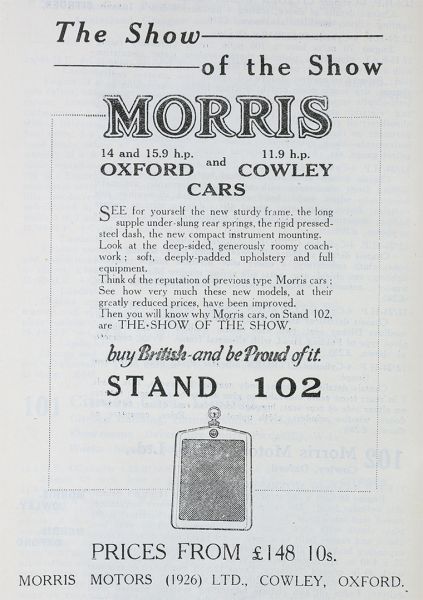 The Show
of the Show
MORRIS
14 and 15.9 h.p. and 11.9 h.p.
OXFORD COWLEY
CARS
SEE for yourself the new sturdy frame, the long
supple under-slung rear springs, the rigid pressed-
steel dash, the new compact instrument mounting.
Look at the deep-sided, generously roomy coach-
work ; soft, deeply-padded upholstery and full
equipment.
Think of the reputation of previous type Morris cars ;
See how very much these new models, at their
greatly reduced prices, have been improved.
Then you will know why Morris cars, on Stand 102,
are THE·SHOW OF THE SHOW.
buy British-and be Proud of it.
STAND 102
PRICES FROM £148 10s.
MORRIS MOTORS (1926) LTD., COWLEY, OXFORD.